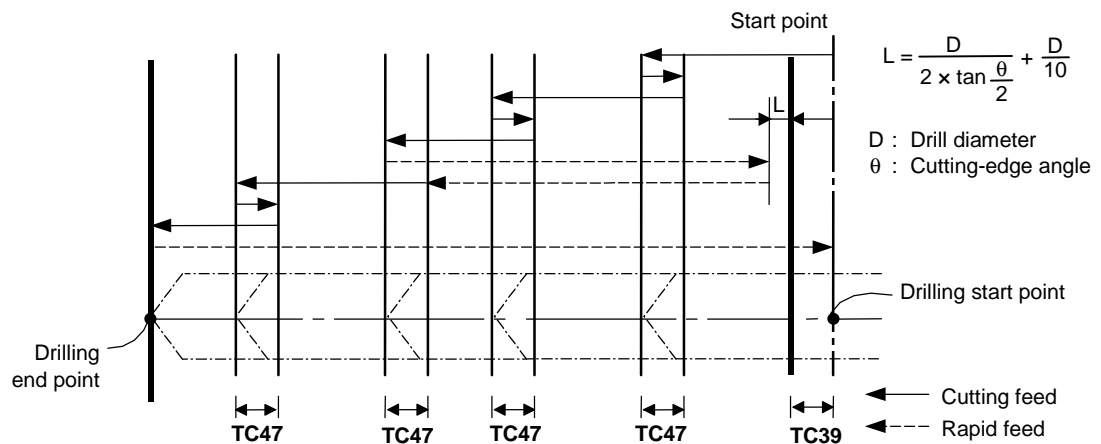 Start point
L = D / (2 × tan θ/2) + D/10
L
D : Drill diameter
θ : Cutting-edge angle
Drilling start point
Drilling
end point
Cutting feed
Rapid feed
TC47 TC47 TC47 TC47 TC39